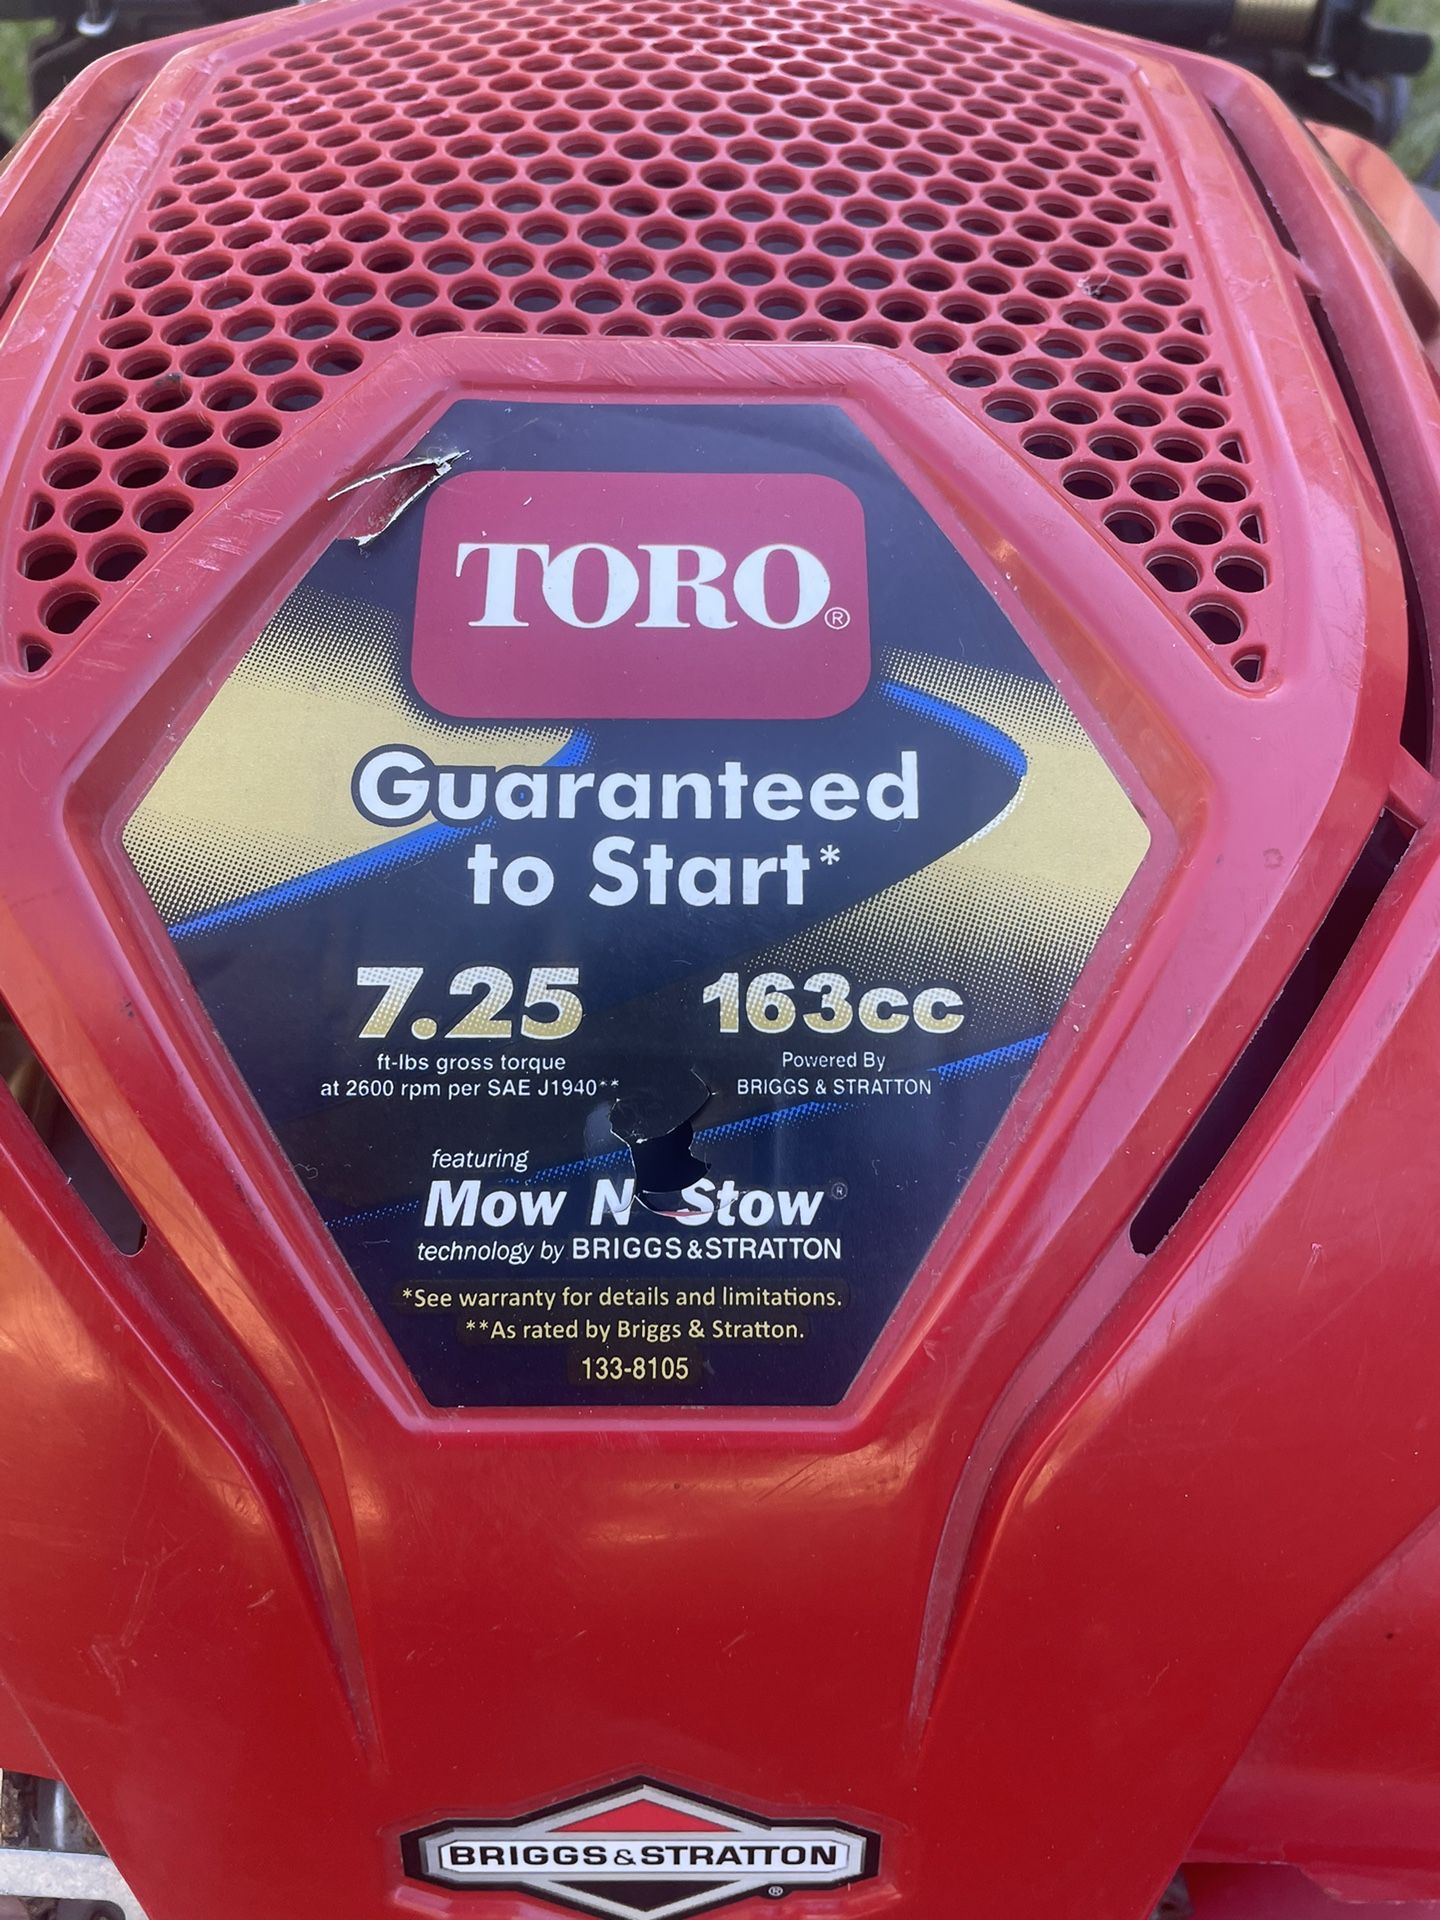 TORO®
Guaranteed
to Start*
7.25 163cc
ft-lbs gross torque Powered By
at 2600 rpm per SAE J1940** BRIGGS & STRATTON
featuring
Mow N Stow®
technology by BRIGGS&STRATTON
*See warranty for details and limitations.
**As rated by Briggs & Stratton.
133-8105
BRIGGS&STRATTON
®